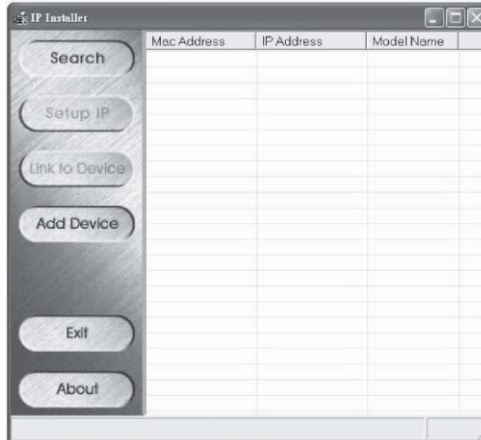 IP Installer
Mac Address IP Address Model Name
Search
Setup IP
Link to Device
Add Device
Exit
About